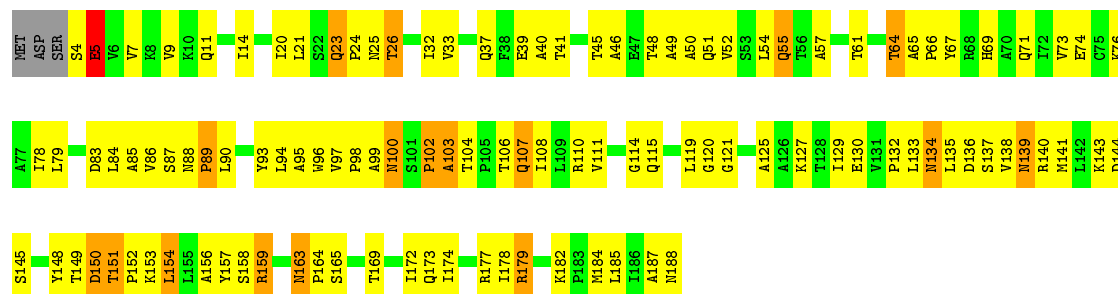 MET ASP SER S4 E5 V6 V7 K8 V9 K10 Q11 I14 I20 L21 S22 Q23 P24 N25 T26 I32 V33 Q37 F38 E39 A40 T41 T45 A46 E47 T48 A49 A50 Q51 V52 S53 L54 Q55 T56 A57 T61 T64 A65 P66 Y67 R68 H69 A70 Q71 I72 V73 E74 C75 K76
A77 I78 L79 D83 L84 A85 V86 S87 N88 P89 L90 Y93 L94 A95 W96 V97 P98 A99 N100 S101 P102 A103 T104 P105 T106 Q107 I108 L109 R110 V111 G114 Q115 L119 G120 G121 A125 A126 K127 T128 I129 E130 V131 P132 L133 N134 L135 D136 S137 V138 N139 R140 M141 L142 K143 D144
S145 Y148 T149 D150 T151 P152 K153 L154 L155 A156 Y157 S158 R159 N163 P164 S165 T169 I172 Q173 I174 R177 I178 R179 K182 P183 M184 L185 I186 A187 N188